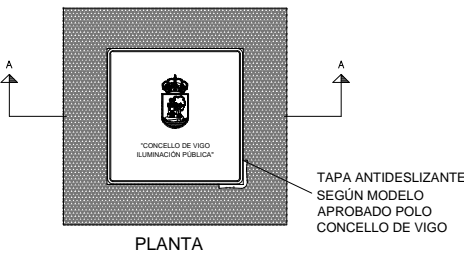 A
A
"CONCELLO DE VIGO
ILUMINACIÓN PÚBLICA"
TAPA ANTIDESLIZANTE
SEGÚN MODELO
APROBADO POLO
CONCELLO DE VIGO
PLANTA